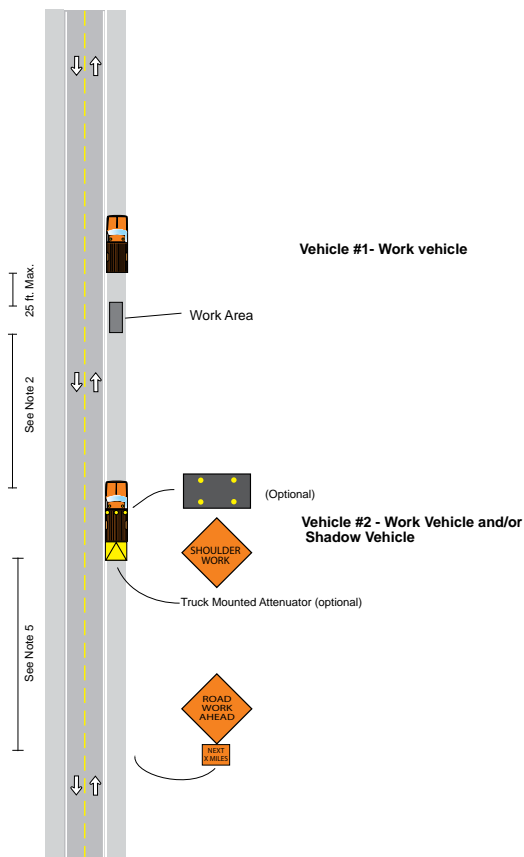 Vehicle #1- Work vehicle
25 ft. Max.
Work Area
See Note 2
(Optional)
Vehicle #2 - Work Vehicle and/or
Shadow Vehicle
SHOULDER
WORK
Truck Mounted Attenuator (optional)
See Note 5
ROAD
WORK
AHEAD
NEXT
X MILES